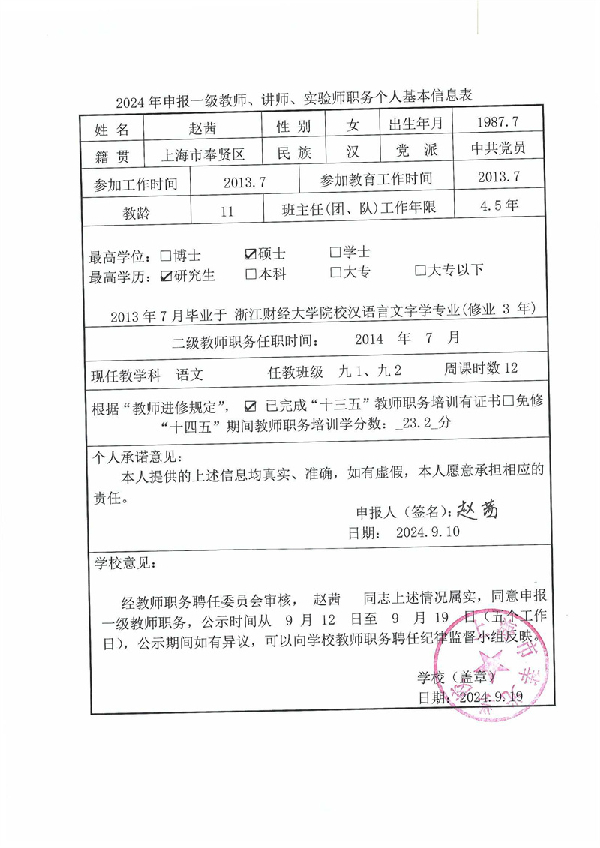 2024年申报一级教师、讲师、实验师职务个人基本信息表
姓 名 赵茜 性 别 女 出生年月 1987.7
籍 贯 上海市奉贤区 民 族 汉 党 派 中共党员
参加工作时间 2013.7 参加教育工作时间 2013.7
教龄 11 班主任(团、队)工作年限 4.5年
最高学位：☐博士 ☑硕士 ☐学士
最高学历：☑研究生 ☐本科 ☐大专 ☐大专以下
2013年7月毕业于 浙江财经大学院校汉语言文字学专业(修业 3 年)
二级教师职务任职时间： 2014 年 7 月
现任教学科 语文 任教班级 九1、九2 周课时数12
根据“教师进修规定”， ☑ 已完成“十三五”教师职务培训有证书☐免修
“十四五”期间教师职务培训学分数：_23.2_分
个人承诺意见：
本人提供的上述信息均真实、准确，如有虚假，本人愿意承担相应的
责任。
申报人（签名）：赵茜
日期： 2024.9.10
学校意见：
经教师职务聘任委员会审核， 赵茜 同志上述情况属实，同意申报
一级教师职务，公示时间从 9 月 12 日至 9 月 19 日（五个工作
日），公示期间如有异议，可以向学校教师职务聘任纪律监督小组反映。
学校（盖章）
日期：2024.9.19